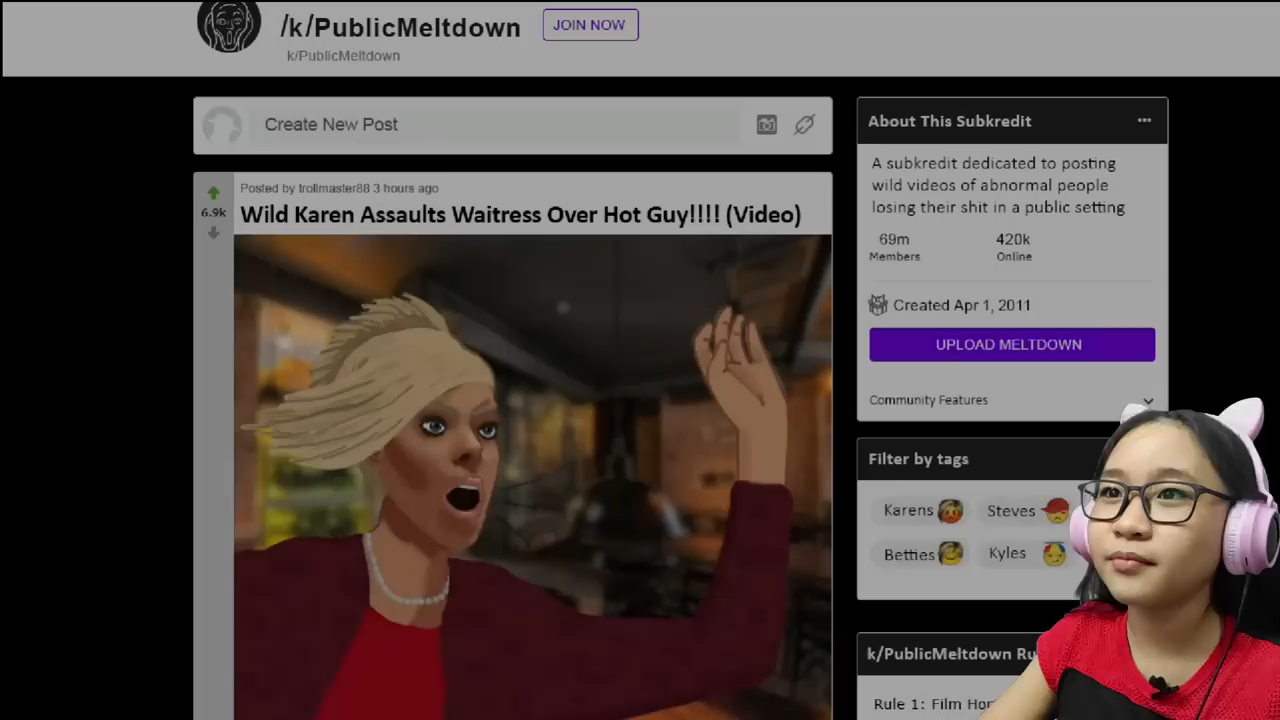 /k/PublicMeltdown
JOIN NOW
k/PublicMeltdown
Create New Post
Posted by trollmaster88 3 hours ago
6.9k
Wild Karen Assaults Waitress Over Hot Guy!!!! (Video)
About This Subkredit
A subkredit dedicated to posting
wild videos of abnormal people
losing their shit in a public setting
69m 420k
Members Online
Created Apr 1, 2011
UPLOAD MELTDOWN
Community Features
Filter by tags
Karens Steves
Betties Kyles
k/PublicMeltdown
Rule 1: Film